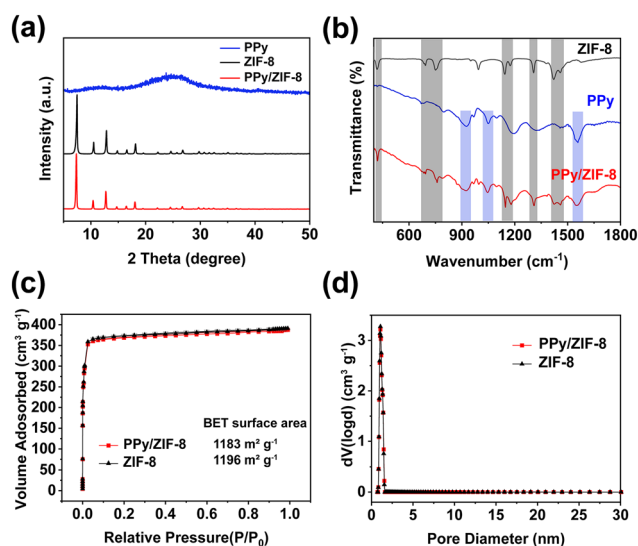 (a)
PPy
ZIF-8
PPy/ZIF-8
Intensity (a.u.)
10 20 30 40 50
2 Theta (degree)
(b)
ZIF-8
PPy
PPy/ZIF-8
Transmittance (%)
600 900 1200 1500 1800
Wavenumber (cm-1)
(c)
400
350
300
250
200
150
100
50
0
Volume Adosorbed (cm3 g-1)
BET surface area
PPy/ZIF-8 1183 m² g-1
ZIF-8 1196 m² g-1
0.0 0.2 0.4 0.6 0.8 1.0
Relative Pressure(P/P0)
(d)
PPy/ZIF-8
ZIF-8
3
2
1
0
dV(logd) (cm3 g-1)
0 5 10 15 20 25 30
Pore Diameter (nm)